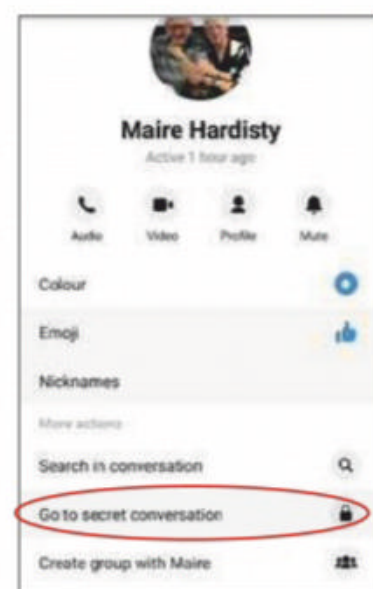 Maire Hardisty
Active 1 hour ago
Audio Video Profile Mute
Colour
Emoji
Nicknames
More actions
Search in conversation
Go to secret conversation
Create group with Maire